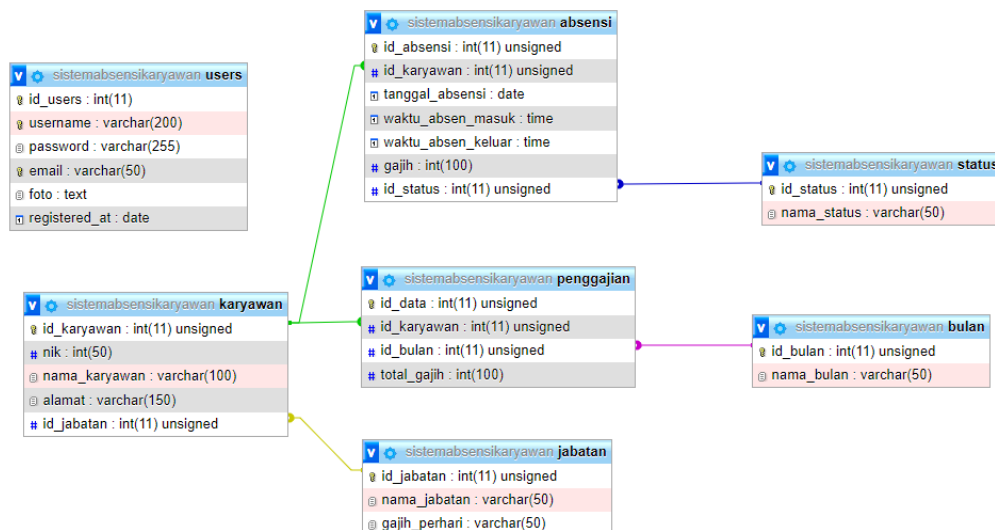 v sistemabsensikaryawan absensi
id_absensi : int(11) unsigned
# id_karyawan : int(11) unsigned
tanggal_absensi : date
waktu_absen_masuk : time
waktu_absen_keluar : time
# gajih : int(100)
# id_status : int(11) unsigned
v sistemabsensikaryawan users
id_users : int(11)
username : varchar(200)
password : varchar(255)
email : varchar(50)
foto : text
registered_at : date
v sistemabsensikaryawan status
id_status : int(11) unsigned
nama_status : varchar(50)
v sistemabsensikaryawan karyawan
id_karyawan : int(11) unsigned
# nik : int(50)
nama_karyawan : varchar(100)
alamat : varchar(150)
# id_jabatan : int(11) unsigned
v sistemabsensikaryawan penggajian
id_data : int(11) unsigned
# id_karyawan : int(11) unsigned
# id_bulan : int(11) unsigned
# total_gajih : int(100)
v sistemabsensikaryawan bulan
id_bulan : int(11) unsigned
nama_bulan : varchar(50)
v sistemabsensikaryawan jabatan
id_jabatan : int(11) unsigned
nama_jabatan : varchar(50)
gajih_perhari : varchar(50)